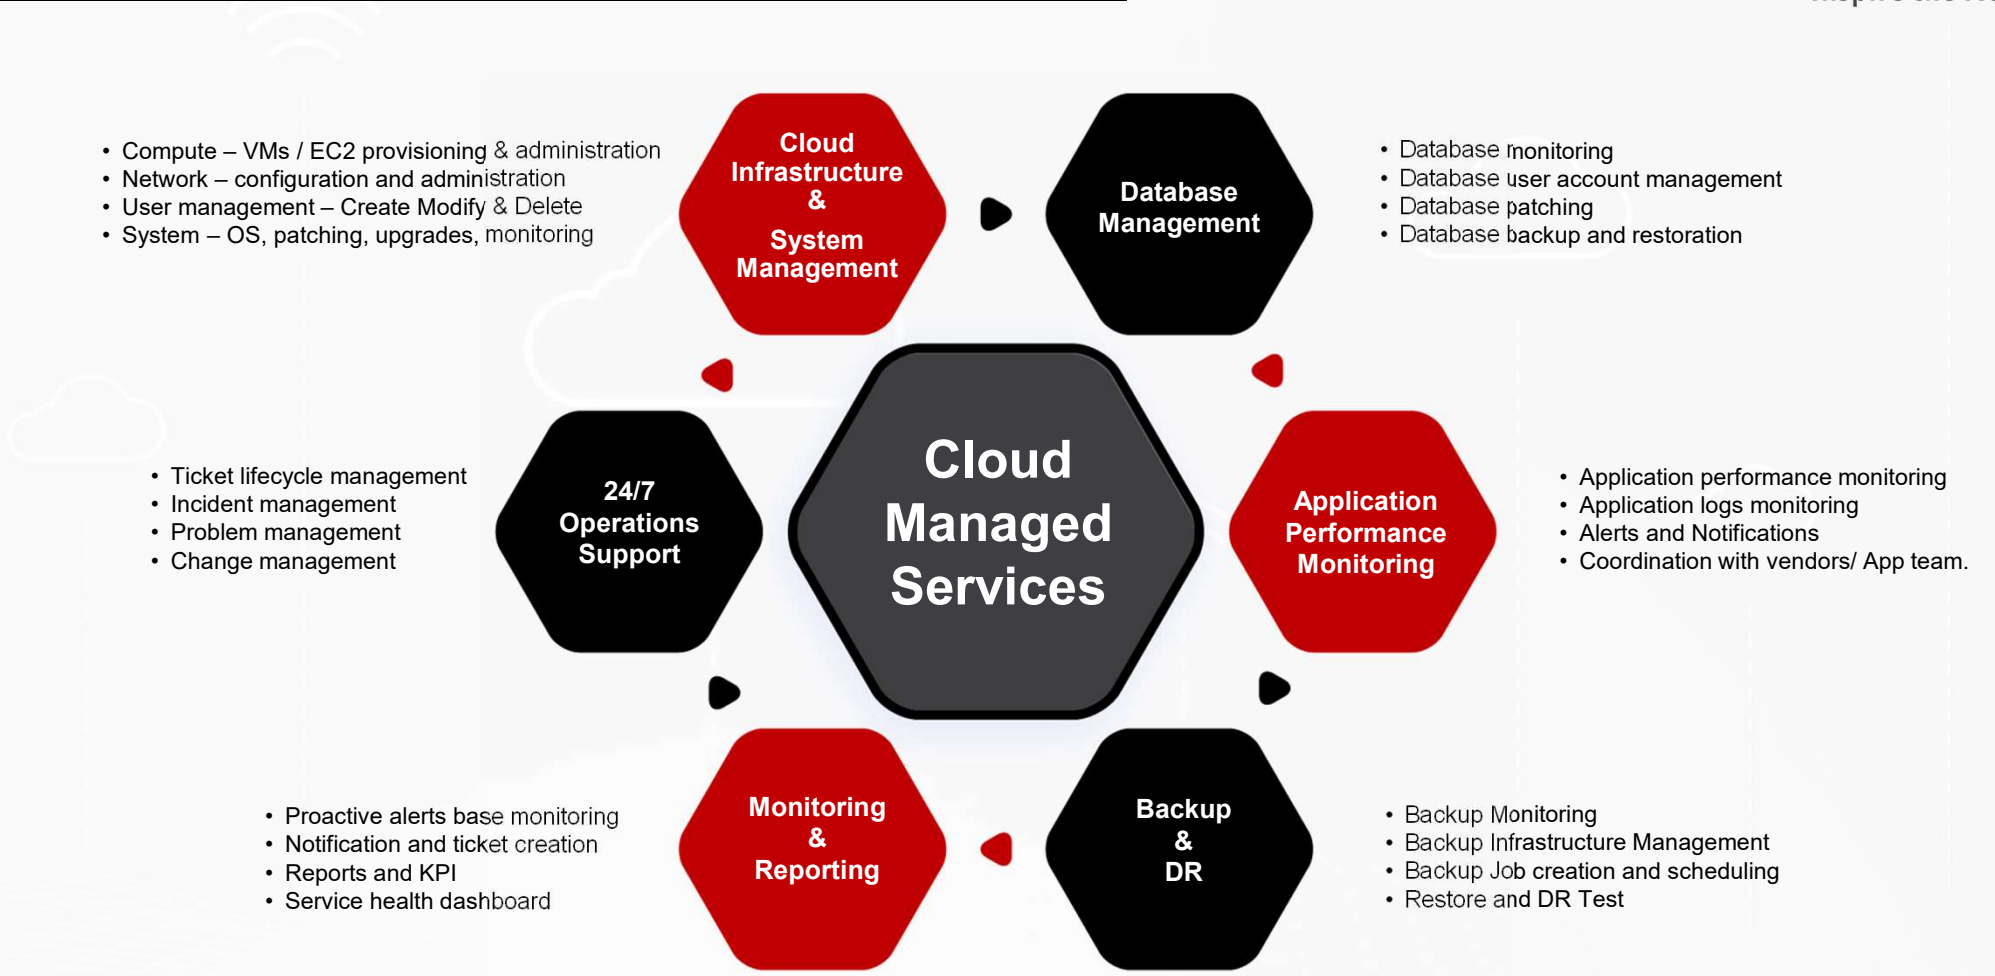 Cloud
Infrastructure
&
System
Management
• Compute – VMs / EC2 provisioning & administration
• Network – configuration and administration
• User management – Create Modify & Delete
• System – OS, patching, upgrades, monitoring
Database
Management
• Database monitoring
• Database user account management
• Database patching
• Database backup and restoration
24/7
Operations
Support
• Ticket lifecycle management
• Incident management
• Problem management
• Change management
Cloud
Managed
Services
Application
Performance
Monitoring
• Application performance monitoring
• Application logs monitoring
• Alerts and Notifications
• Coordination with vendors/ App team.
Monitoring
&
Reporting
• Proactive alerts base monitoring
• Notification and ticket creation
• Reports and KPI
• Service health dashboard
Backup
&
DR
• Backup Monitoring
• Backup Infrastructure Management
• Backup Job creation and scheduling
• Restore and DR Test